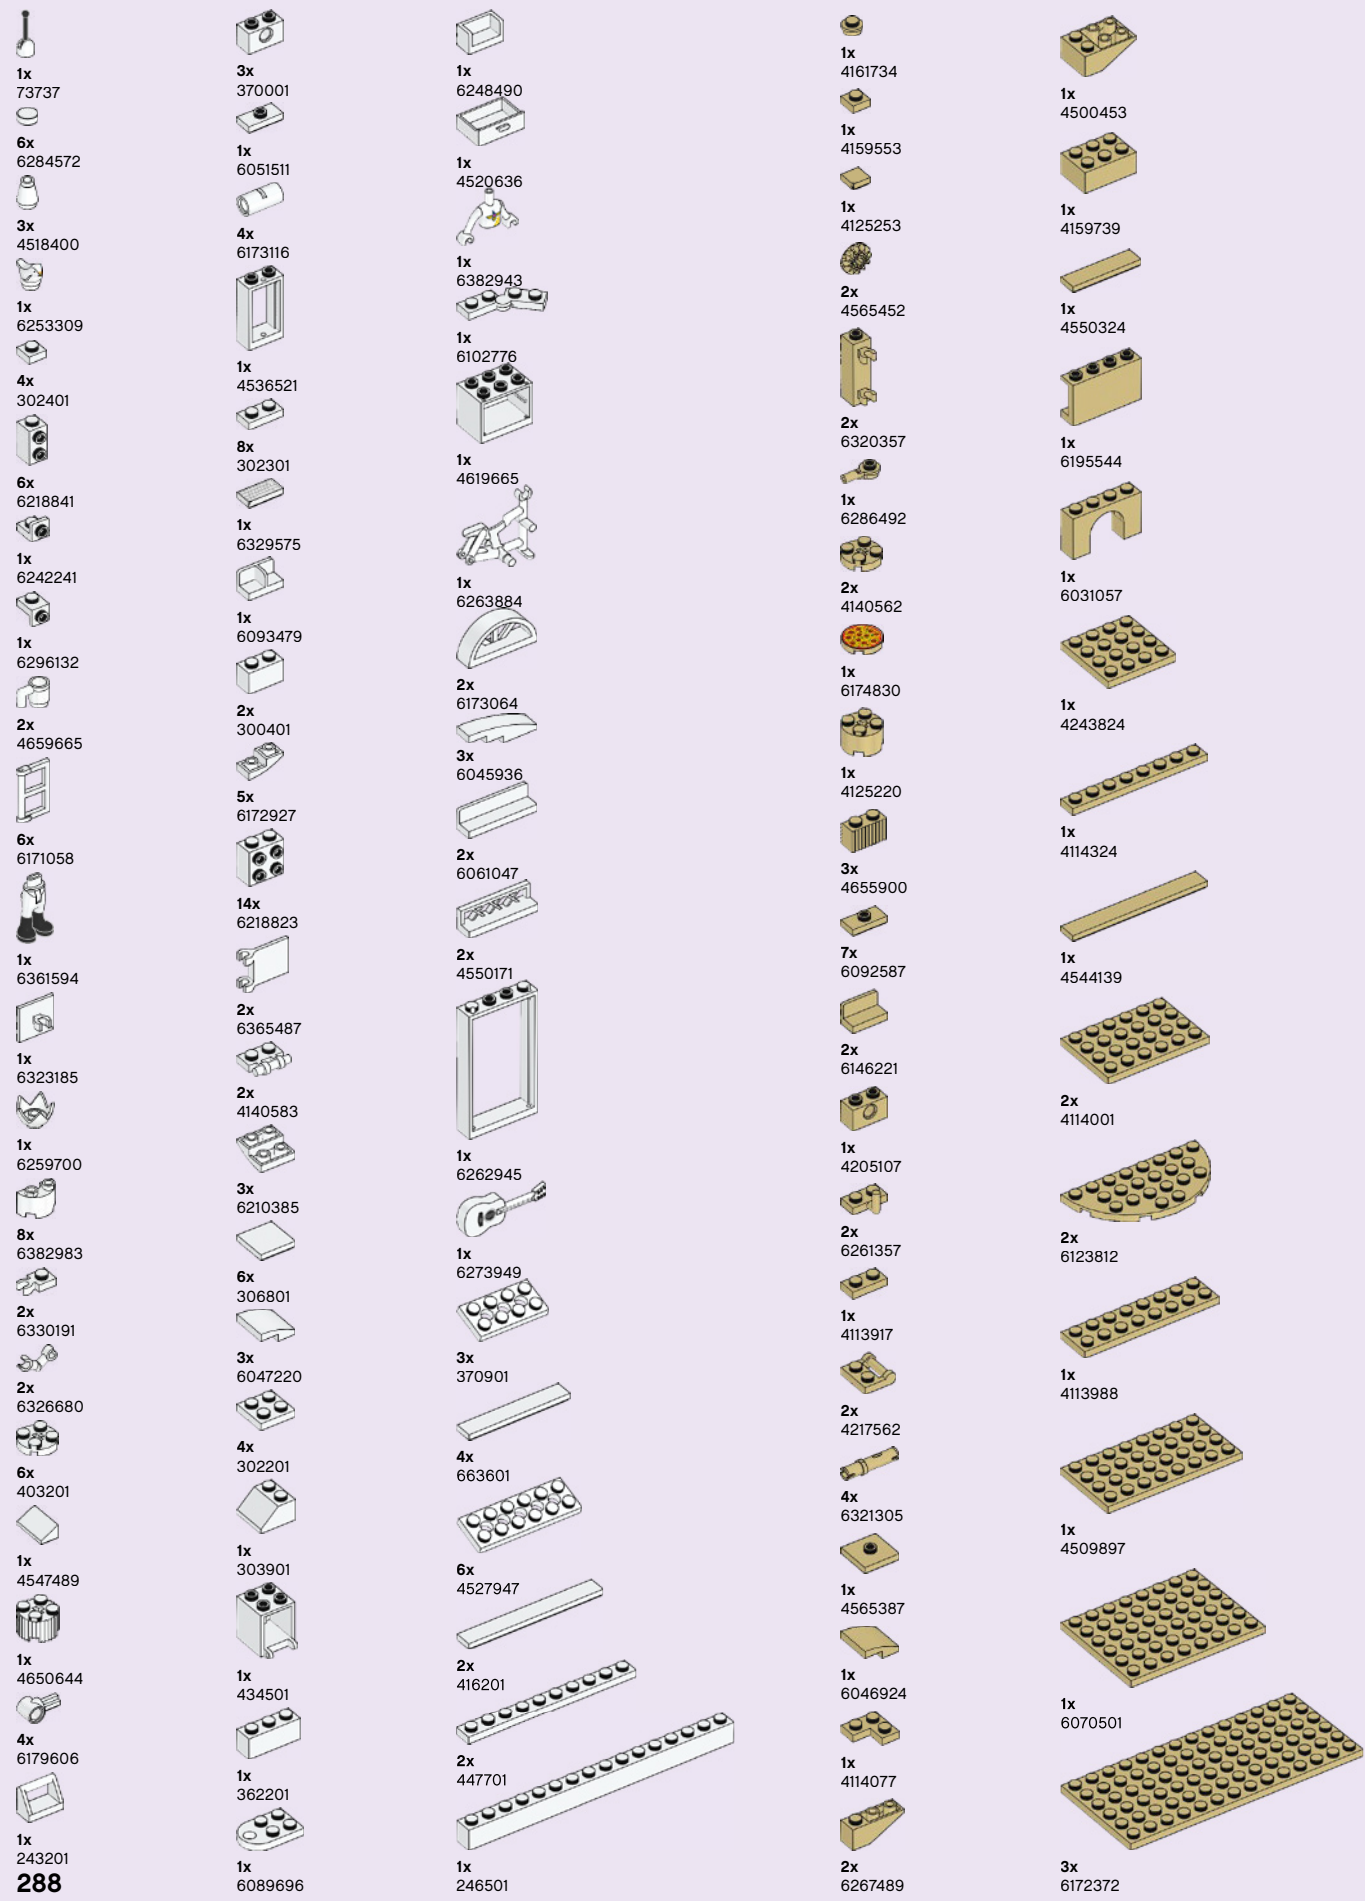 1x
73737
6x
6284572
3x
4518400
1x
6253309
4x
302401
6x
6218841
1x
6242241
1x
6296132
2x
4659665
6x
6171058
1x
6361594
1x
6323185
1x
6259700
8x
6382983
2x
6330191
2x
6326680
6x
403201
1x
4547489
1x
4650644
4x
6179606
1x
243201
288
3x
370001
1x
6051511
4x
6173116
1x
4536521
8x
302301
1x
6329575
1x
6093479
2x
300401
5x
6172927
14x
6218823
2x
6365487
2x
4140583
3x
6210385
6x
306801
3x
6047220
4x
302201
1x
303901
1x
434501
1x
362201
1x
6089696
1x
6248490
1x
4520636
1x
6382943
1x
6102776
1x
4619665
1x
6263884
2x
6173064
3x
6045936
2x
6061047
2x
4550171
1x
6262945
1x
6273949
3x
370901
4x
663601
6x
4527947
2x
416201
2x
447701
1x
246501
1x
4161734
1x
4159553
1x
4125253
2x
4565452
2x
6320357
1x
6286492
2x
4140562
1x
6174830
1x
4125220
3x
4655900
7x
6092587
2x
6146221
1x
4205107
2x
6261357
1x
4113917
2x
4217562
4x
6321305
1x
4565387
1x
6046924
1x
4114077
2x
6267489
1x
4500453
1x
4159739
1x
4550324
1x
6195544
1x
6031057
1x
4243824
1x
4114324
1x
4544139
2x
4114001
2x
6123812
1x
4113988
1x
4509897
1x
6070501
3x
6172372